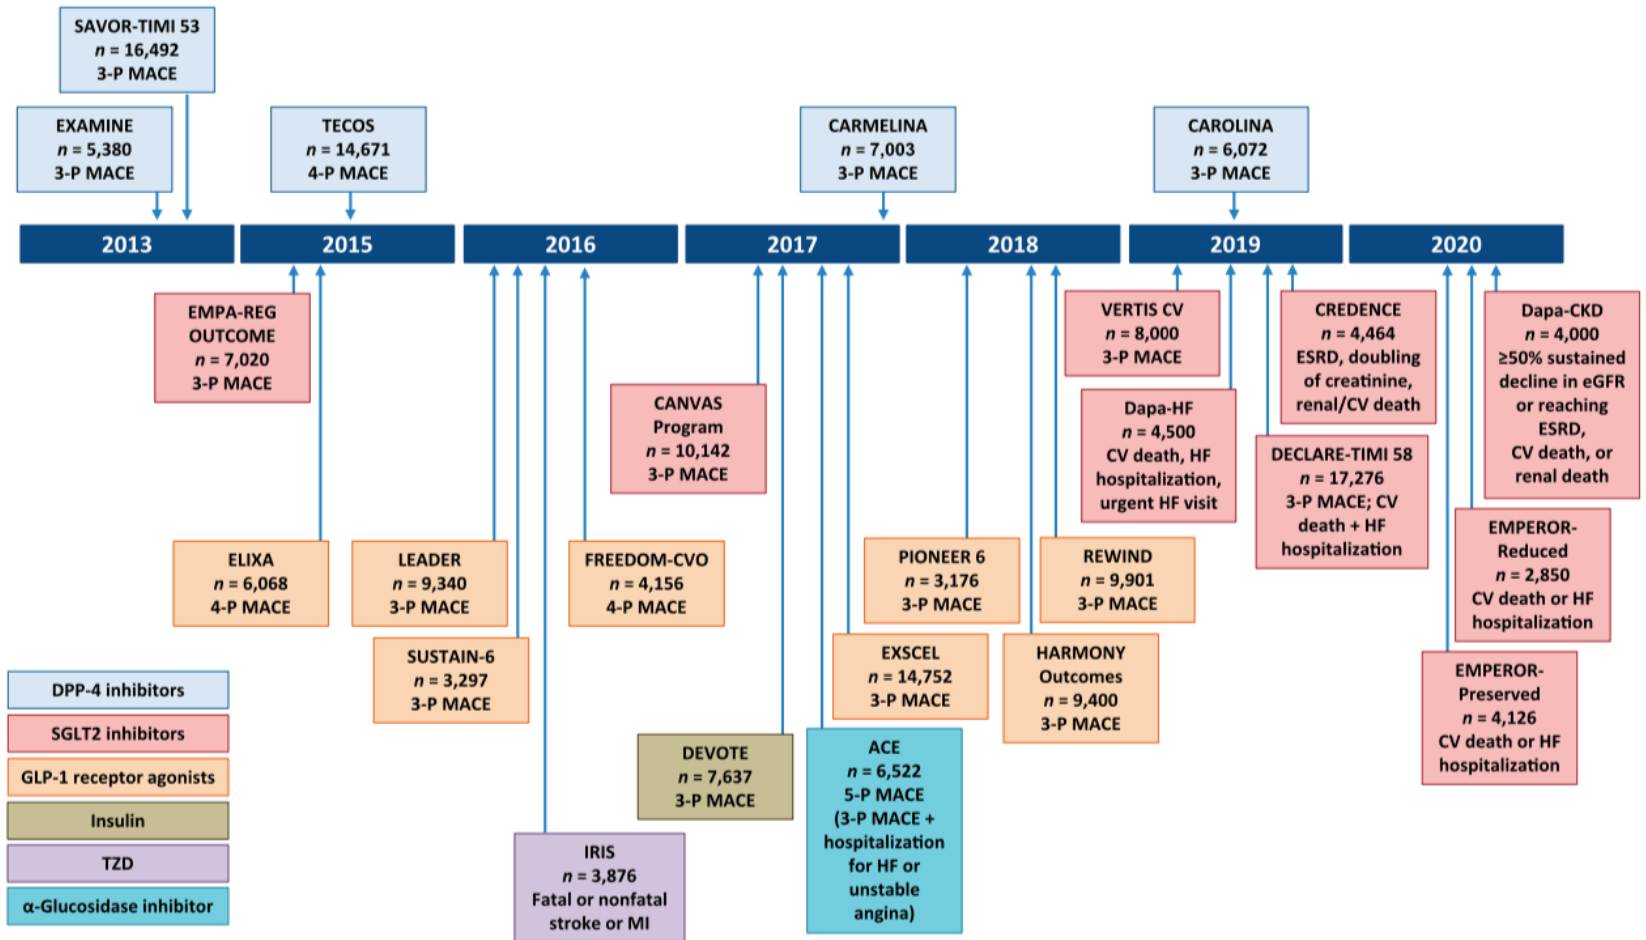 SAVOR-TIMI 53
n = 16,492
3-P MACE
EXAMINE
n = 5,380
3-P MACE
TECOS
n = 14,671
4-P MACE
CARMELINA
n = 7,003
3-P MACE
CAROLINA
n = 6,072
3-P MACE
2013
2015
2016
2017
2018
2019
2020
EMPA-REG
OUTCOME
n = 7,020
3-P MACE
CANVAS
Program
n = 10,142
3-P MACE
VERTIS CV
n = 8,000
3-P MACE
Dapa-HF
n = 4,500
CV death, HF
hospitalization,
urgent HF visit
CREDENCE
n = 4,464
ESRD, doubling
of creatinine,
renal/CV death
DECLARE-TIMI 58
n = 17,276
3-P MACE; CV
death + HF
hospitalization
Dapa-CKD
n = 4,000
≥50% sustained
decline in eGFR
or reaching
ESRD,
CV death, or
renal death
EMPEROR-
Reduced
n = 2,850
CV death or HF
hospitalization
EMPEROR-
Preserved
n = 4,126
CV death or HF
hospitalization
ELIXA
n = 6,068
4-P MACE
LEADER
n = 9,340
3-P MACE
SUSTAIN-6
n = 3,297
3-P MACE
FREEDOM-CVO
n = 4,156
4-P MACE
PIONEER 6
n = 3,176
3-P MACE
REWIND
n = 9,901
3-P MACE
EXSCEL
n = 14,752
3-P MACE
HARMONY
Outcomes
n = 9,400
3-P MACE
DEVOTE
n = 7,637
3-P MACE
ACE
n = 6,522
5-P MACE
(3-P MACE +
hospitalization
for HF or
unstable
angina)
IRIS
n = 3,876
Fatal or nonfatal
stroke or MI
DPP-4 inhibitors
SGLT2 inhibitors
GLP-1 receptor agonists
Insulin
TZD
α-Glucosidase inhibitor